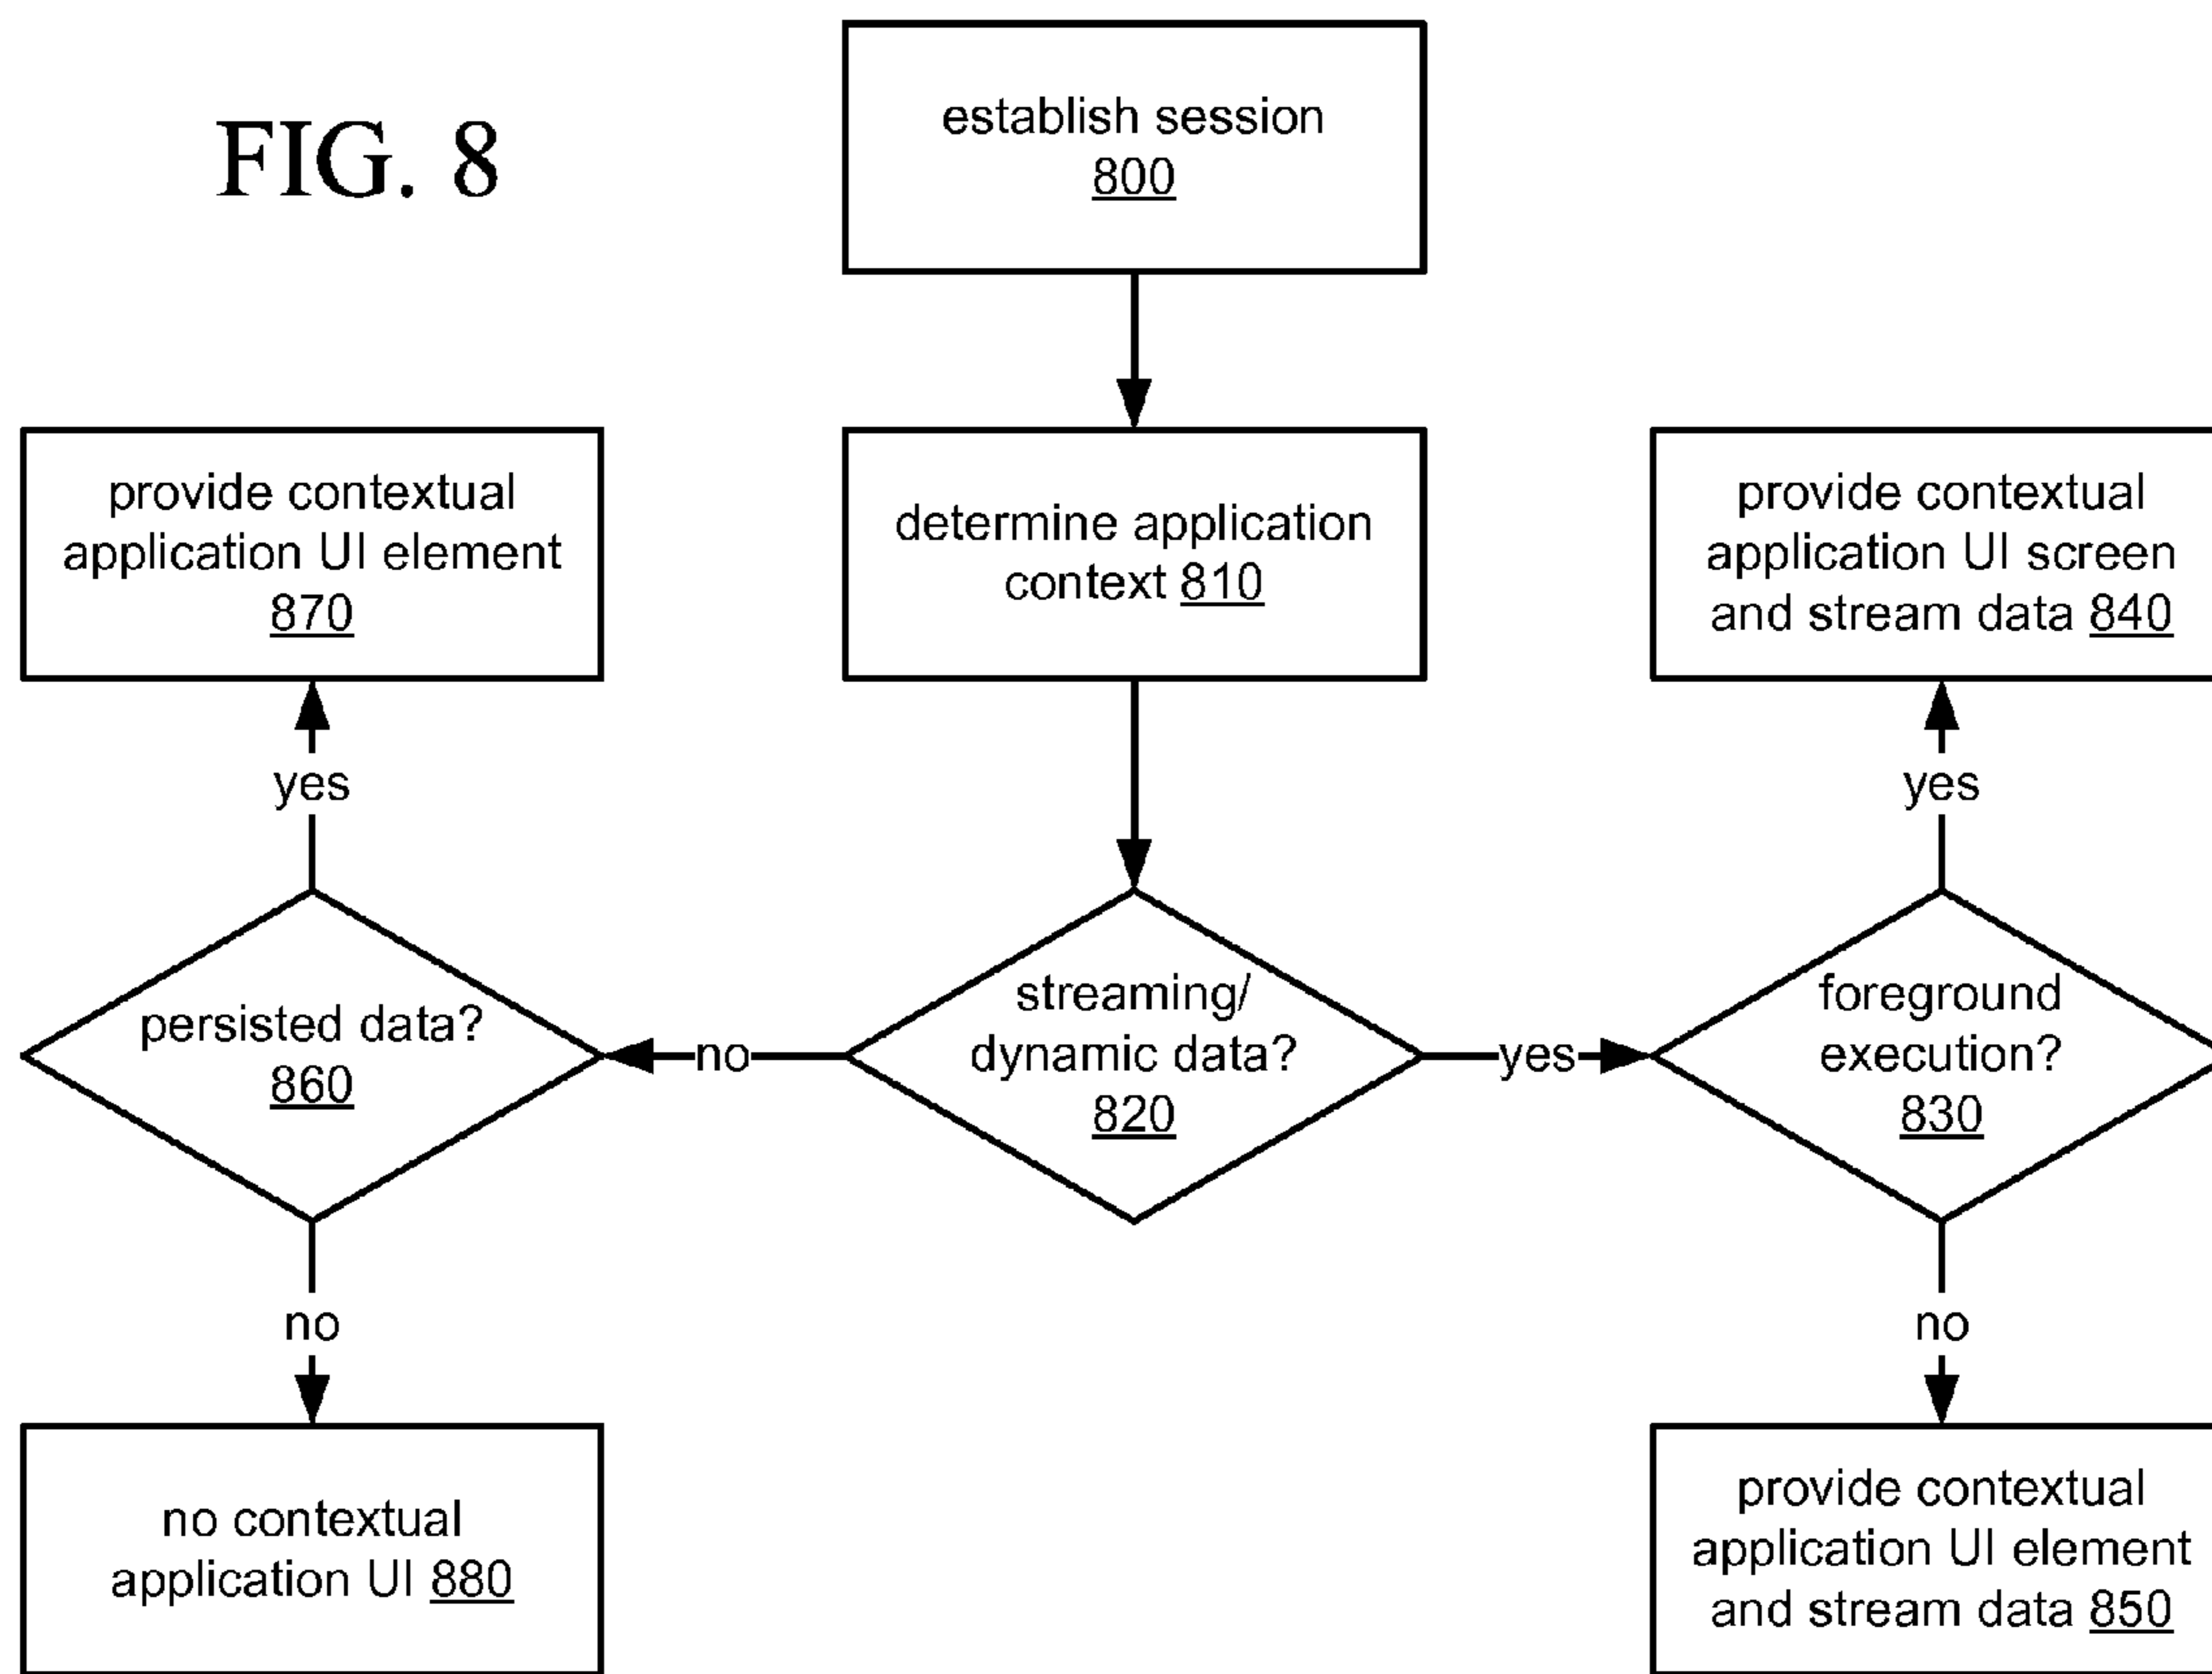 FIG. 8
establish session
800
determine application
context 810
provide contextual
application UI element
870
provide contextual
application UI screen
and stream data 840
yes
yes
persisted data?
860
no
streaming/
dynamic data?
820
yes
foreground
execution?
830
no
no
no contextual
application UI 880
provide contextual
application UI element
and stream data 850